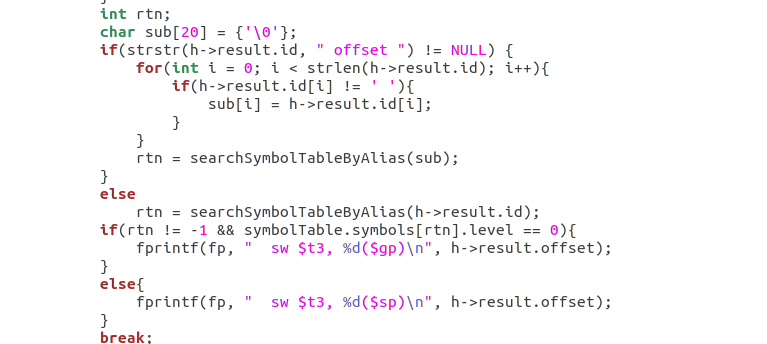 int rtn;
char sub[20] = {'\0'};
if(strstr(h->result.id, " offset ") != NULL) {
    for(int i = 0; i < strlen(h->result.id); i++){
        if(h->result.id[i] != ' '){
            sub[i] = h->result.id[i];
        }
    }
    rtn = searchSymbolTableByAlias(sub);
}
else
    rtn = searchSymbolTableByAlias(h->result.id);
if(rtn != -1 && symbolTable.symbols[rtn].level == 0){
    fprintf(fp, "  sw $t3, %d($gp)\n", h->result.offset);
}
else{
    fprintf(fp, "  sw $t3, %d($sp)\n", h->result.offset);
}
break;